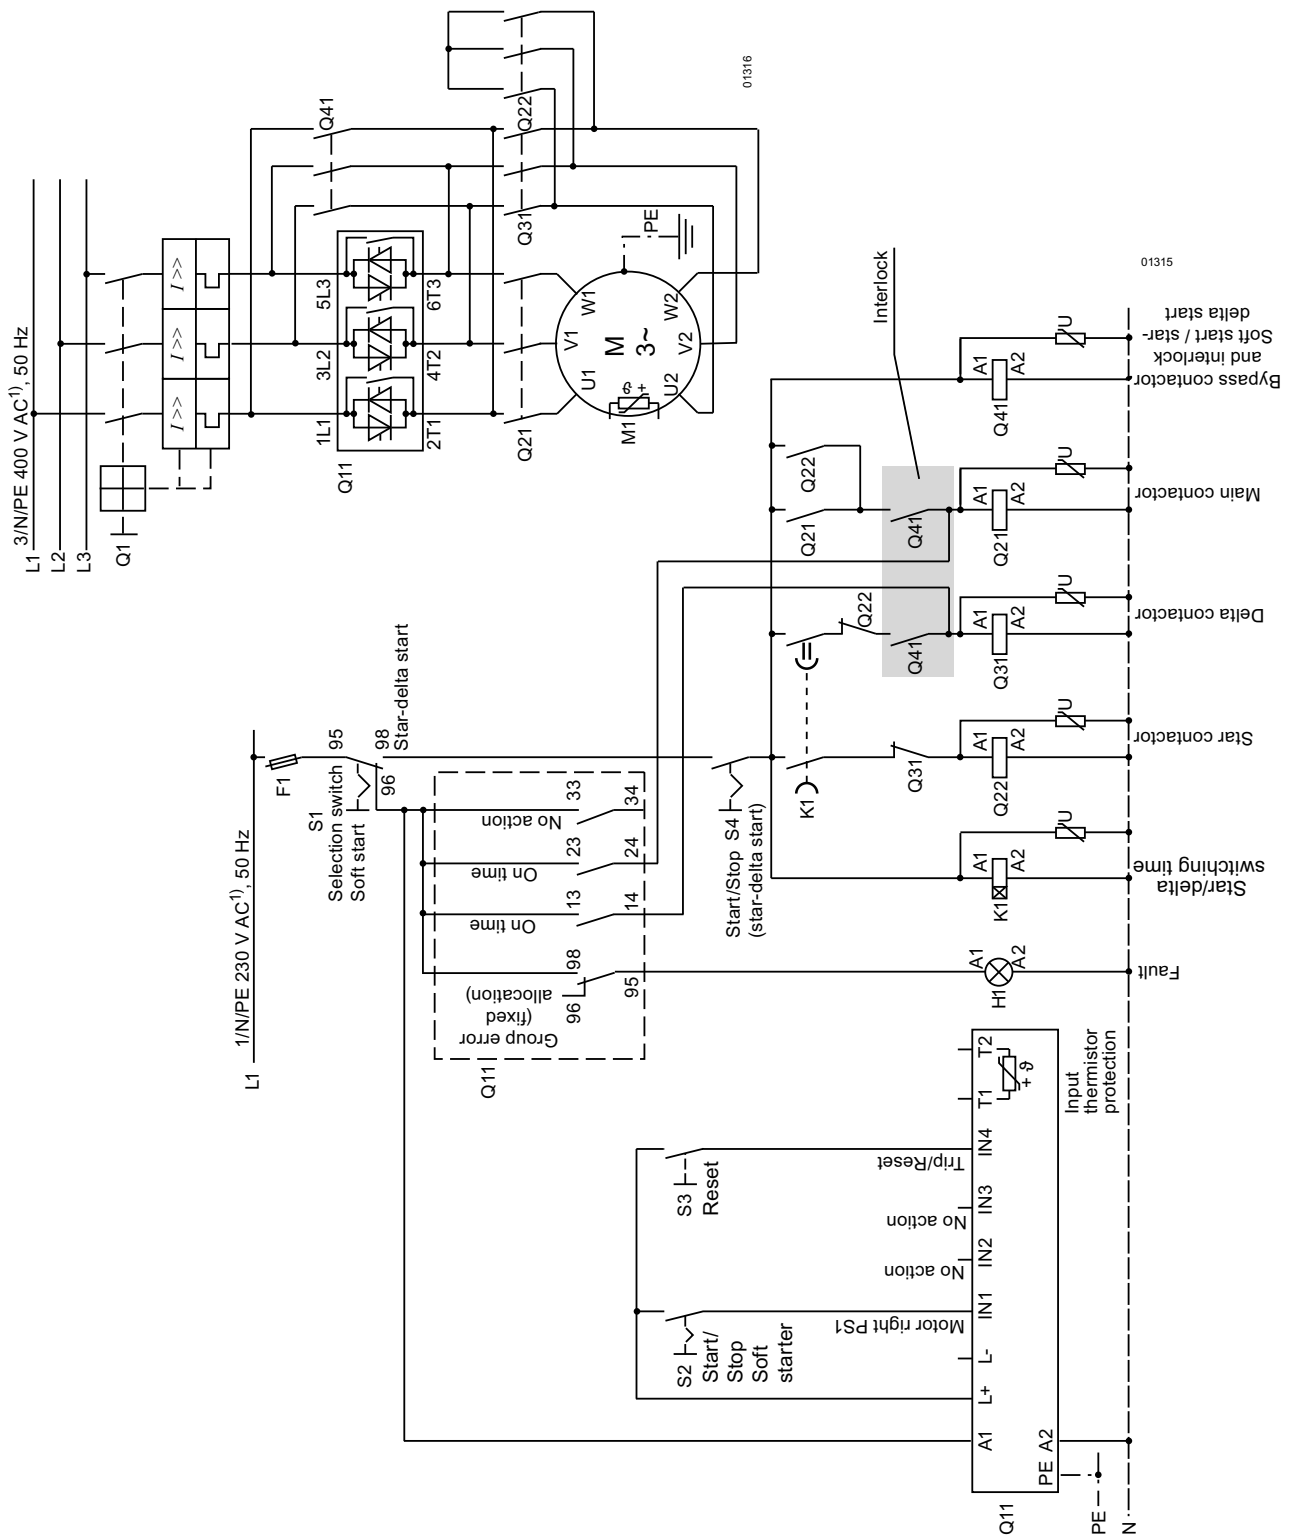 3/N/PE 400 V AC1), 50 Hz
L1
L2
L3
Q1
I >>
I >>
I >>
Q41
Q22
Q31
Q21
Q11
1L1
3L2
5L3
2T1
4T2
6T3
M
3~
U1
V1
W1
U2
V2
W2
+ ϑ
M1
PE
01316
1/N/PE 230 V AC1), 50 Hz
L1
F1
S1
Selection switch
Soft start
95
96
98
Star-delta start
Q11
Group error
(fixed
allocation)
96
98
95
On time
13
14
On time
23
24
No action
33
34
Start/Stop S4
(star-delta start)
K1
Q22
Q41
Q21
Q22
Q41
Q31
Interlock
A1
A2
K1
U
Star/delta
switching time
A1
A2
Q22
U
Star contactor
A1
A2
Q31
U
Delta contactor
A1
A2
Q21
U
Main contactor
A1
A2
Q41
U
Bypass contactor
and interlock
Soft start / star-
delta start
01315
A1
A2
H1
Fault
S2
Start/
Stop
Soft
starter
S3
Reset
Motor right PS1
No action
No action
Trip/Reset
A1
L+
L-
IN1
IN2
IN3
IN4
T1
T2
+ ϑ
Input
thermistor
protection
PE
A2
Q11
PE
N